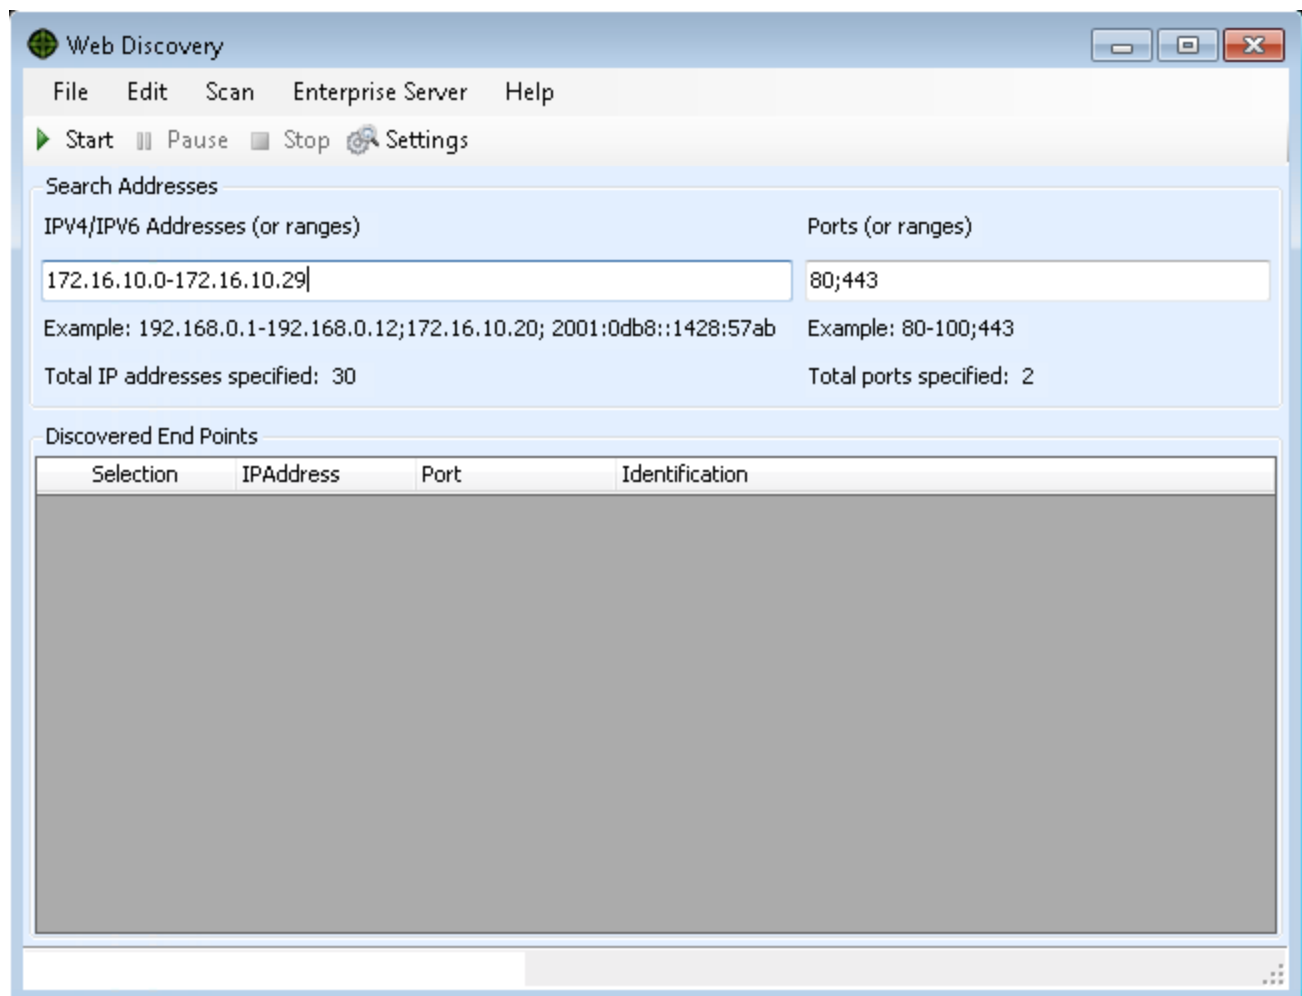 Web Discovery
File Edit Scan Enterprise Server Help
Start Pause Stop Settings
Search Addresses
IPV4/IPV6 Addresses (or ranges) Ports (or ranges)
172.16.10.0-172.16.10.29 80;443
Example: 192.168.0.1-192.168.0.12;172.16.10.20; 2001:0db8::1428:57ab Example: 80-100;443
Total IP addresses specified: 30 Total ports specified: 2
Discovered End Points
Selection IPAddress Port Identification